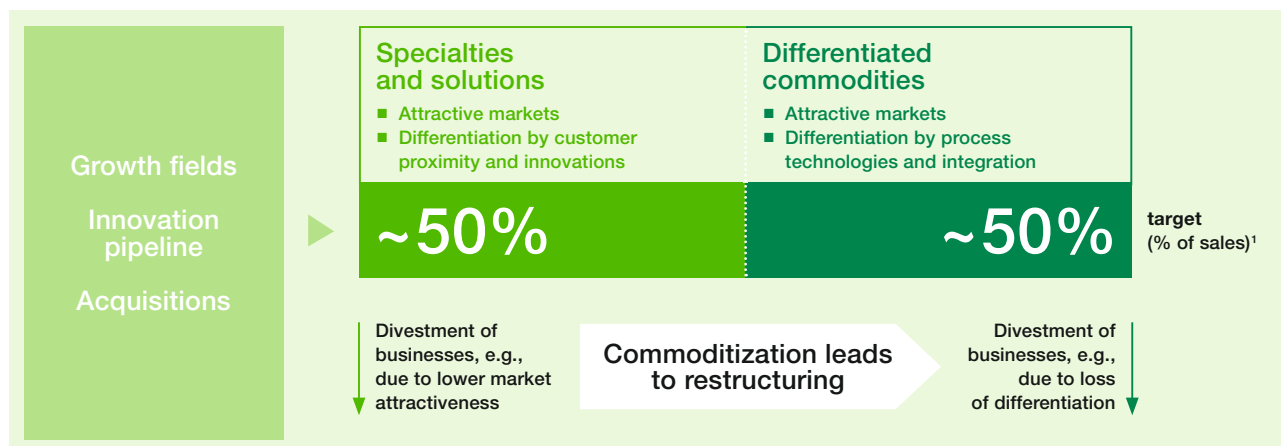 Growth fields
Innovation
pipeline
Acquisitions
Specialties
and solutions
■ Attractive markets
■ Differentiation by customer
proximity and innovations
Differentiated
commodities
■ Attractive markets
■ Differentiation by process
technologies and integration
~50%
~50%
target
(% of sales)¹
Divestment of
businesses, e.g.,
due to lower market
attractiveness
Commoditization leads
to restructuring
Divestment of
businesses, e.g.,
due to loss
of differentiation